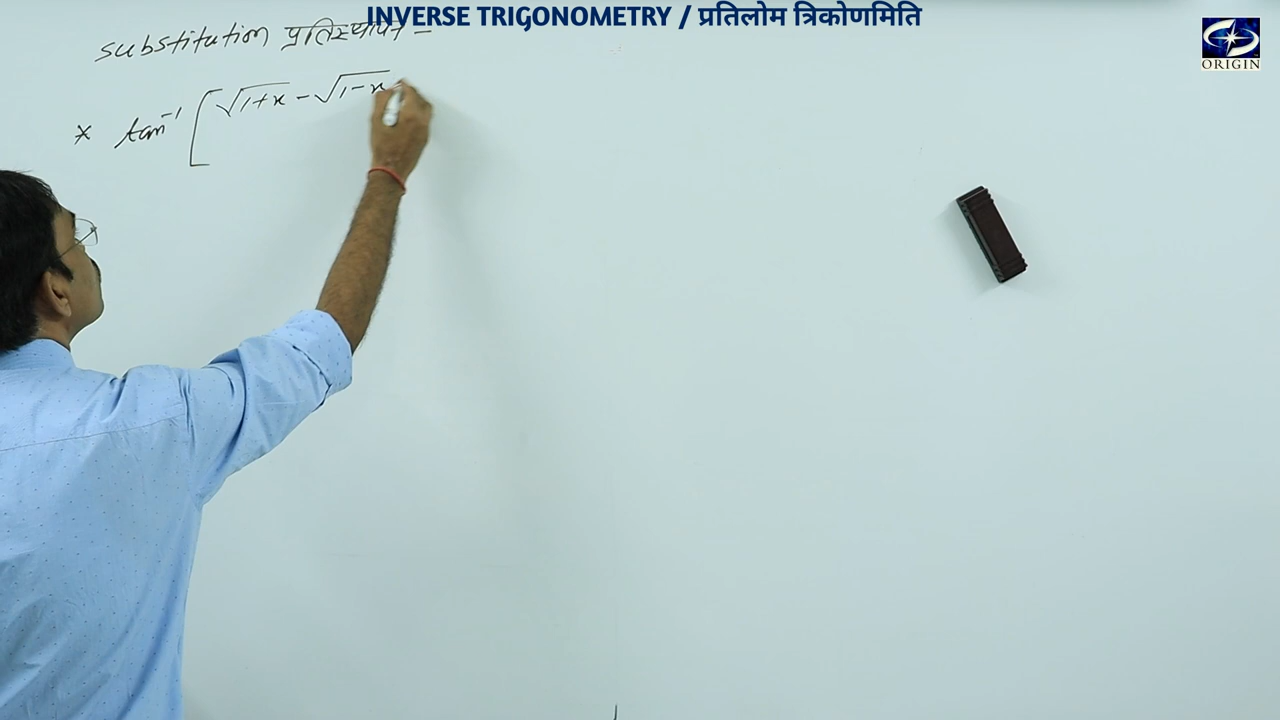 INVERSE TRIGONOMETRY / प्रतिलोम त्रिकोणमिति
ORIGIN
substitution प्रतिस्थापन –
* tan⁻¹ [ √1+x - √1-x